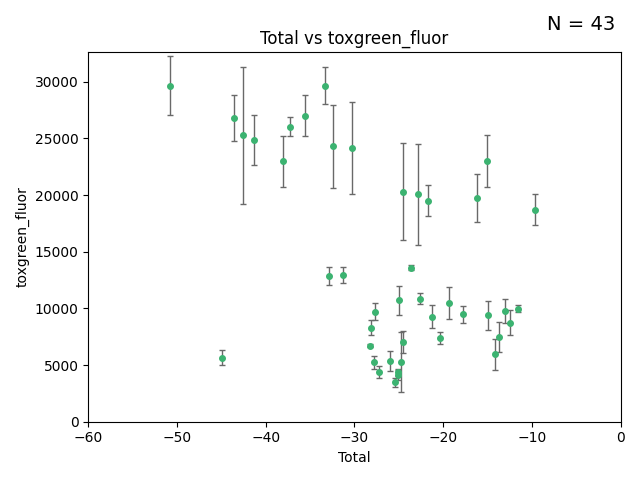 N = 43
Total vs toxgreen_fluor
30000
25000
20000
15000
10000
5000
0
toxgreen_fluor
−60 −50 −40 −30 −20 −10 0
Total